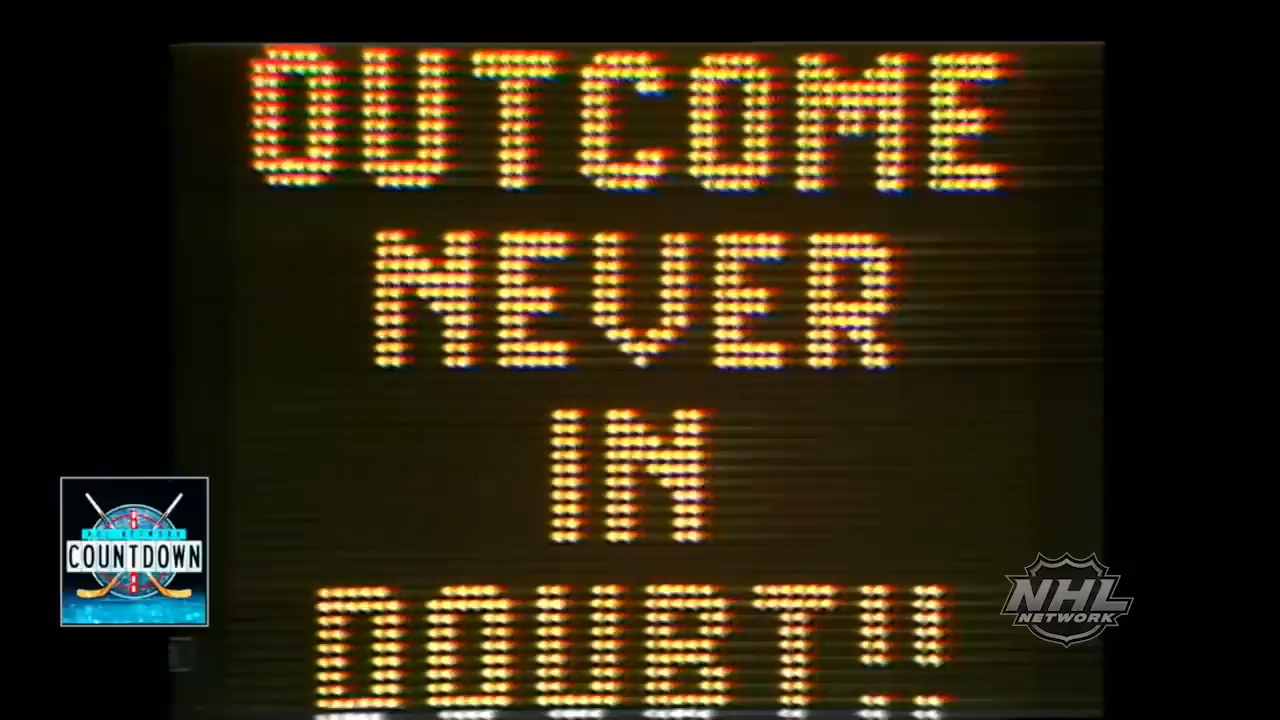 OUTCOME
NEVER
IN
DOUBT!!
COUNTDOWN
NHL
NETWORK